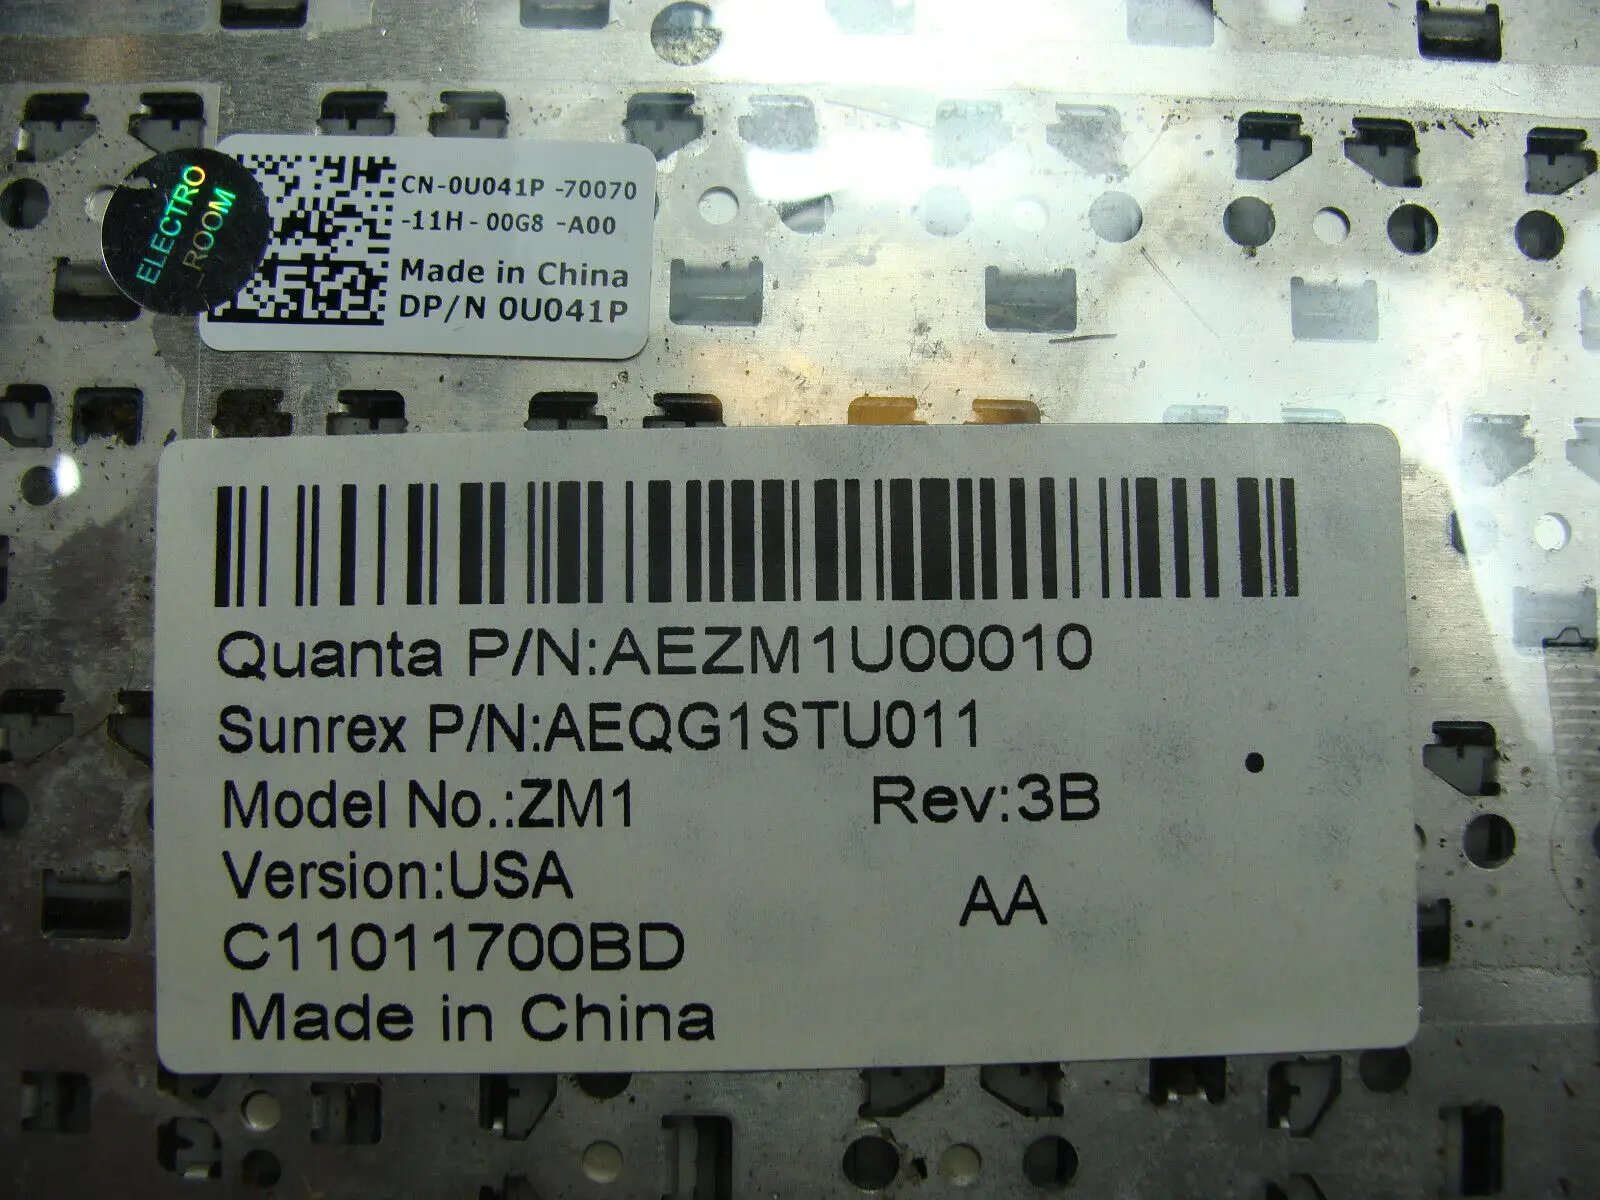 ELECTRO
ROOM
CN-0U041P -70070
-11H - 00G8 -A00
Made in China
DP/N 0U041P
Quanta P/N:AEZM1U00010
Sunrex P/N:AEQG1STU011
Model No.:ZM1 Rev:3B
Version:USA AA
C11011700BD
Made in China